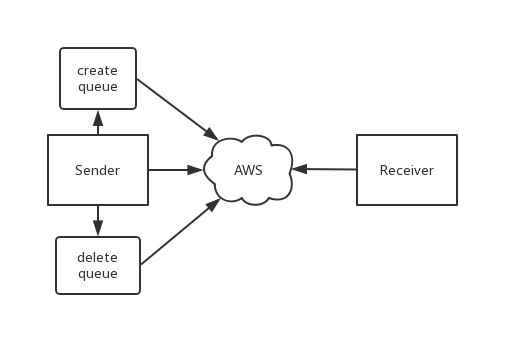 create
queue
Sender
AWS
Receiver
delete
queue